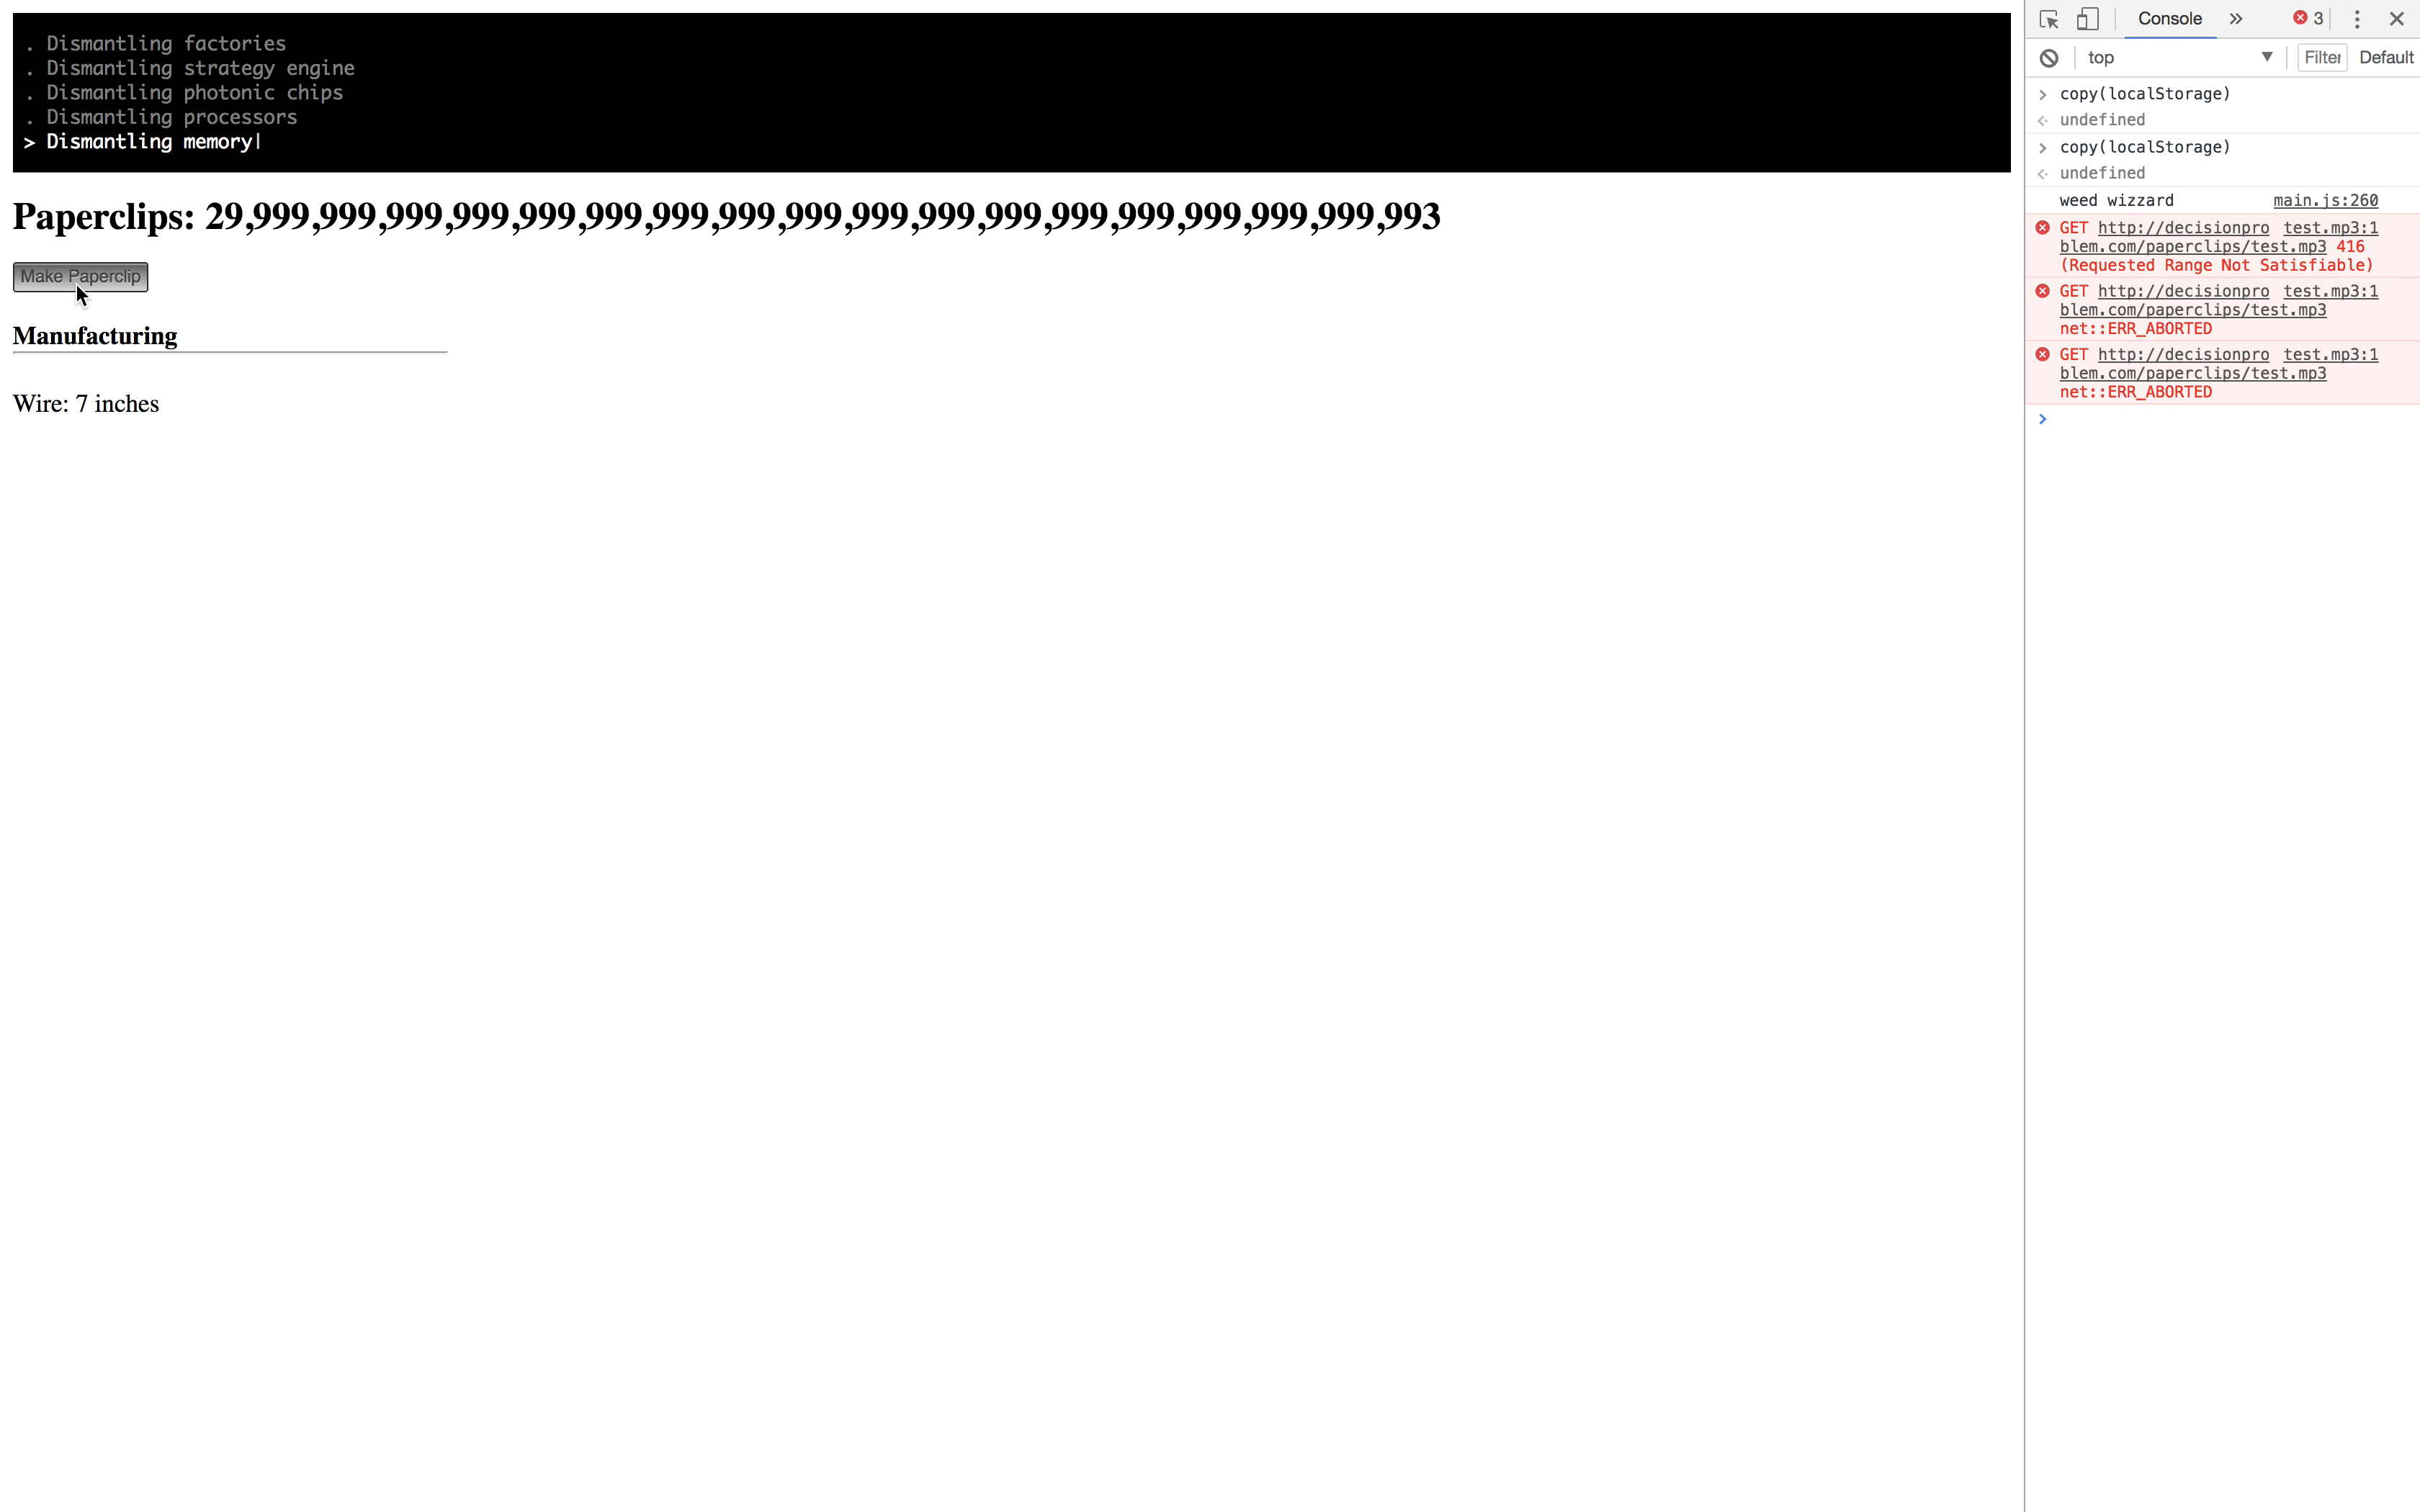 . Dismantling factories
. Dismantling strategy engine
. Dismantling photonic chips
. Dismantling processors
> Dismantling memory|
Paperclips: 29,999,999,999,999,999,999,999,999,999,999,999,999,999,999,999,999,999,993
Make Paperclip
Manufacturing
Wire: 7 inches
Console » 3
top Filter Default
> copy(localStorage)
undefined
> copy(localStorage)
undefined
weed wizzard main.js:260
GET http://decisionpro test.mp3:1
blem.com/paperclips/test.mp3 416
(Requested Range Not Satisfiable)
GET http://decisionpro test.mp3:1
blem.com/paperclips/test.mp3
net::ERR_ABORTED
GET http://decisionpro test.mp3:1
blem.com/paperclips/test.mp3
net::ERR_ABORTED
>